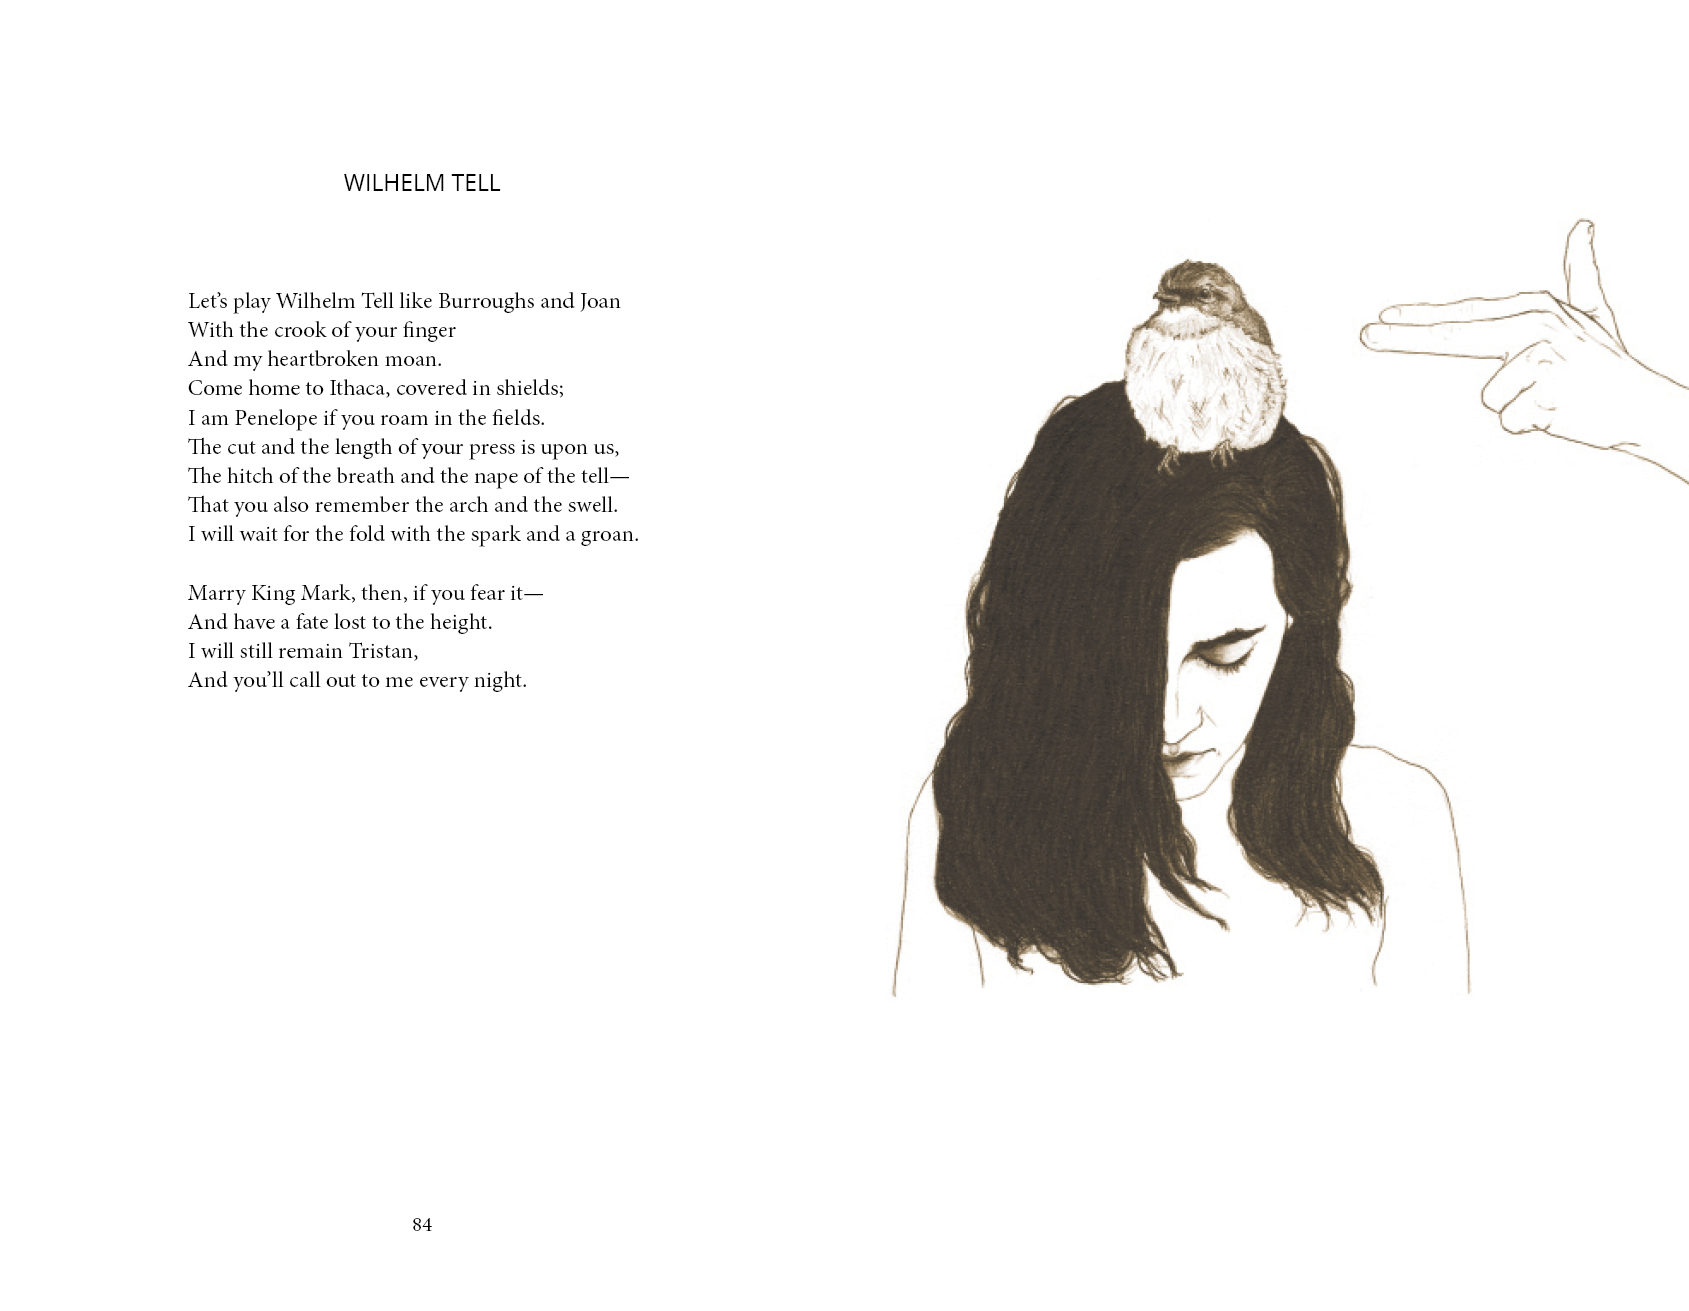 WILHELM TELL
Let’s play Wilhelm Tell like Burroughs and Joan
With the crook of your finger
And my heartbroken moan.
Come home to Ithaca, covered in shields;
I am Penelope if you roam in the fields.
The cut and the length of your press is upon us,
The hitch of the breath and the nape of the tell—
That you also remember the arch and the swell.
I will wait for the fold with the spark and a groan.
Marry King Mark, then, if you fear it—
And have a fate lost to the height.
I will still remain Tristan,
And you’ll call out to me every night.
84